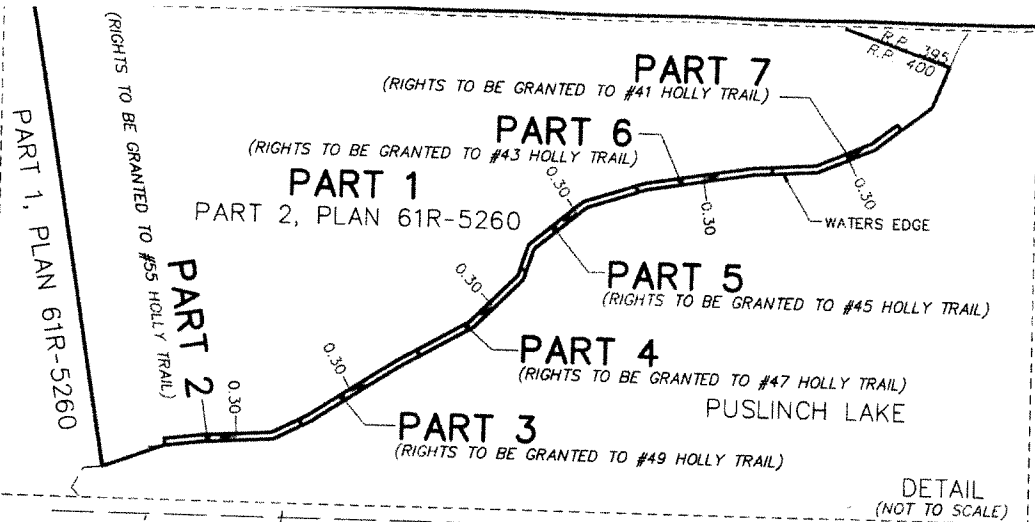 R.P. 395
R.P. 400
PART 7
(RIGHTS TO BE GRANTED TO #41 HOLLY TRAIL)
PART 6
(RIGHTS TO BE GRANTED TO #43 HOLLY TRAIL)
PART 1
PART 2, PLAN 61R-5260
(RIGHTS TO BE GRANTED TO #55 HOLLY TRAIL)
PART 2
PART 1, PLAN 61R-5260
0.30
0.30
0.30
WATERS EDGE
PART 5
(RIGHTS TO BE GRANTED TO #45 HOLLY TRAIL)
0.30
PART 4
(RIGHTS TO BE GRANTED TO #47 HOLLY TRAIL)
PUSLINCH LAKE
0.30
0.30
PART 3
(RIGHTS TO BE GRANTED TO #49 HOLLY TRAIL)
DETAIL
(NOT TO SCALE)